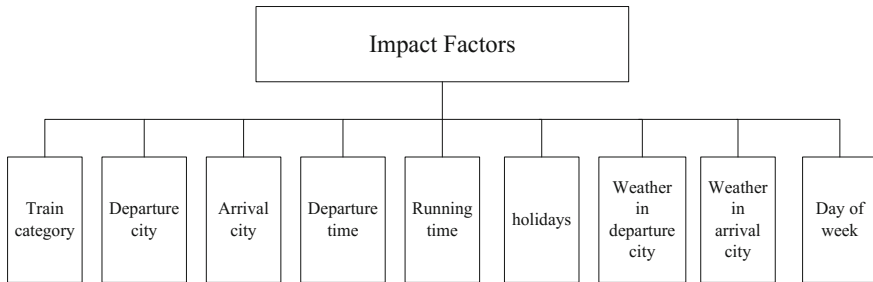 Impact Factors
Train
category
Departure
city
Arrival
city
Departure
time
Running
time
holidays
Weather
in
departure
city
Weather
in
arrival
city
Day of
week